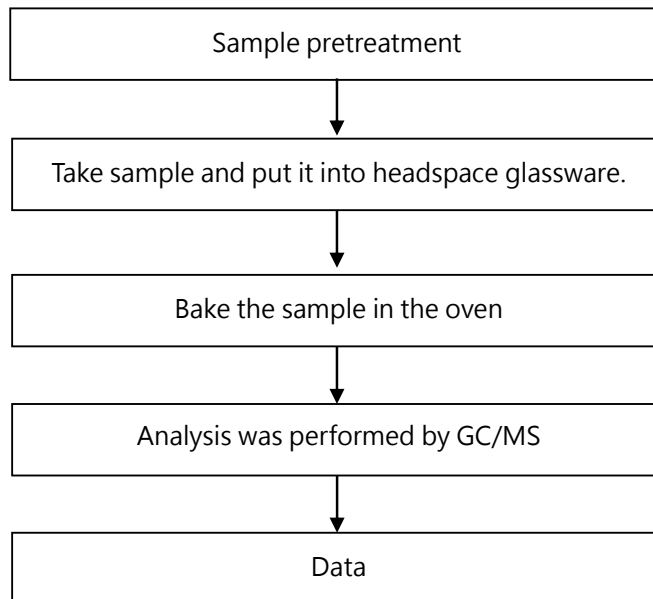 Sample pretreatment
Take sample and put it into headspace glassware.
Bake the sample in the oven
Analysis was performed by GC/MS
Data